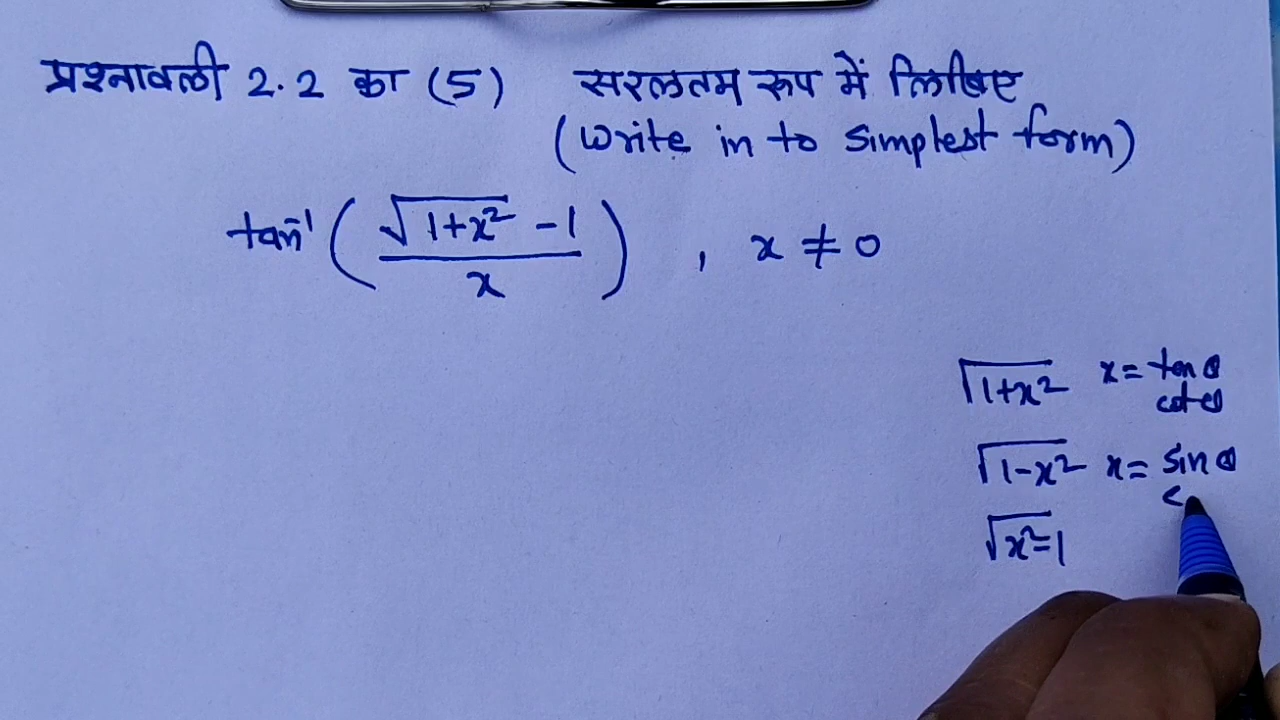 प्रश्नावली 2.2 का (5) सरलतम रूप में लिखिए
(Write in to Simplest form)
tan⁻¹ ( (√(1+x²) - 1) / x ) , x ≠ 0
√(1+x²) x = tan θ
cot θ
√(1-x²) x = sin θ
c
√(x²-1)